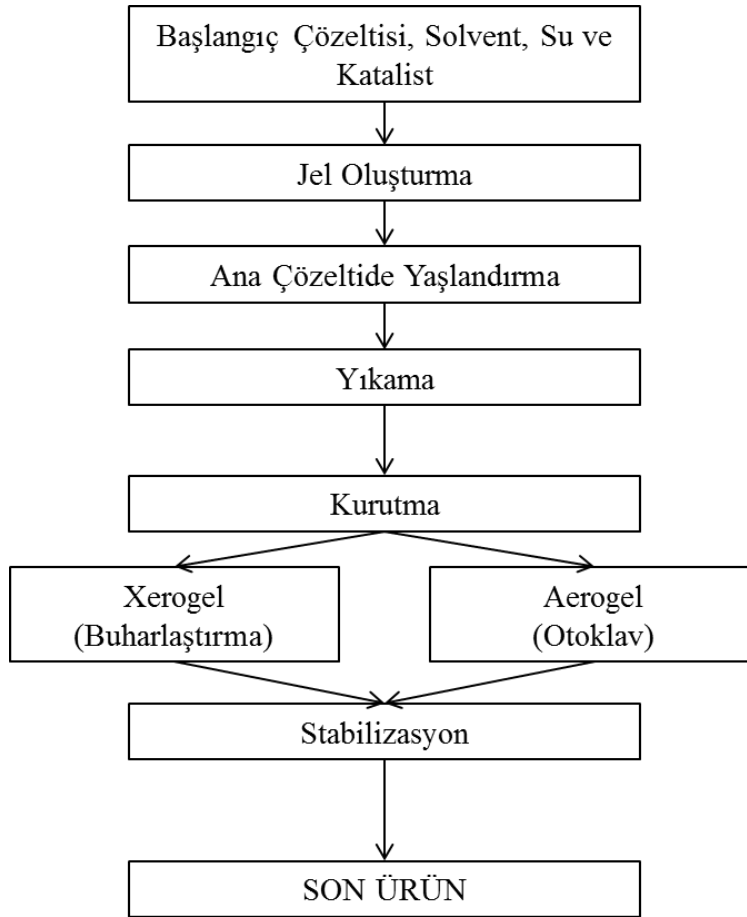 Başlangıç Çözeltisi, Solvent, Su ve
Katalist
Jel Oluşturma
Ana Çözeltide Yaşlandırma
Yıkama
Kurutma
Xerogel
(Buharlaştırma)
Aerogel
(Otoklav)
Stabilizasyon
SON ÜRÜN